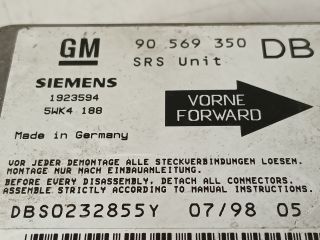 GM 90 569 350 DB
SRS Unit
SIEMENS
1923594
5WK4 188
VORNE
FORWARD
Made in Germany
VOR JEDER DEMONTAGE ALLE STECKVERBINDUNGEN LOESEN.
MONTAGE NUR NACH EINBAUANLEITUNG.
BEFORE EVERY DISASSEMBLY, DETACH ALL CONNECTORS.
ASSEMBLE STRICTLY ACCORDING TO MANUAL INSTRUCTIONS.
DBS0232855Y 07/98 05